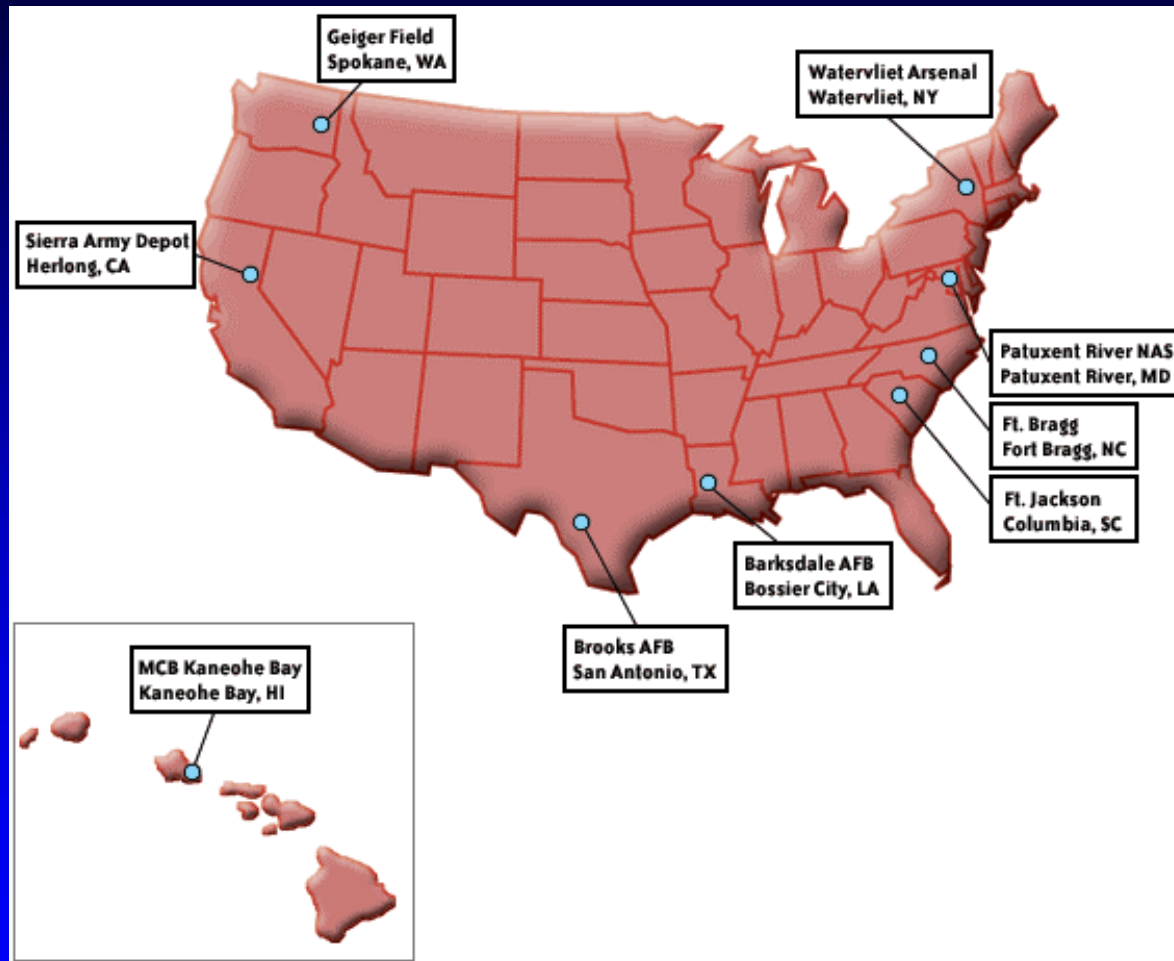 Geiger Field
Spokane, WA
Watervliet Arsenal
Watervliet, NY
Sierra Army Depot
Herlong, CA
Patuxent River NAS
Patuxent River, MD
Ft. Bragg
Fort Bragg, NC
Ft. Jackson
Columbia, SC
Barksdale AFB
Bossier City, LA
Brooks AFB
San Antonio, TX
MCB Kaneohe Bay
Kaneohe Bay, HI